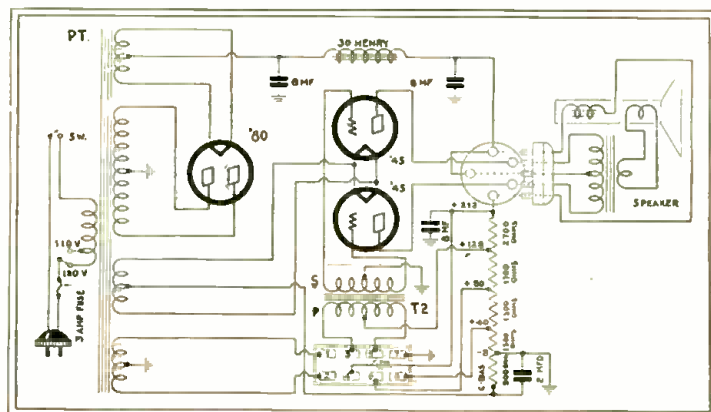 PT.
30 HENRY
8 MF
8 MF
SW.
'80
'45
'45
+ 212
8 MF
2700 OHMS
+ 128
110 V
120 V
SPEAKER
S
P
T2
+ 80
1300 OHMS
+ 40
OHMS
3 AMP FUSE
C-BIAS
2 MFD